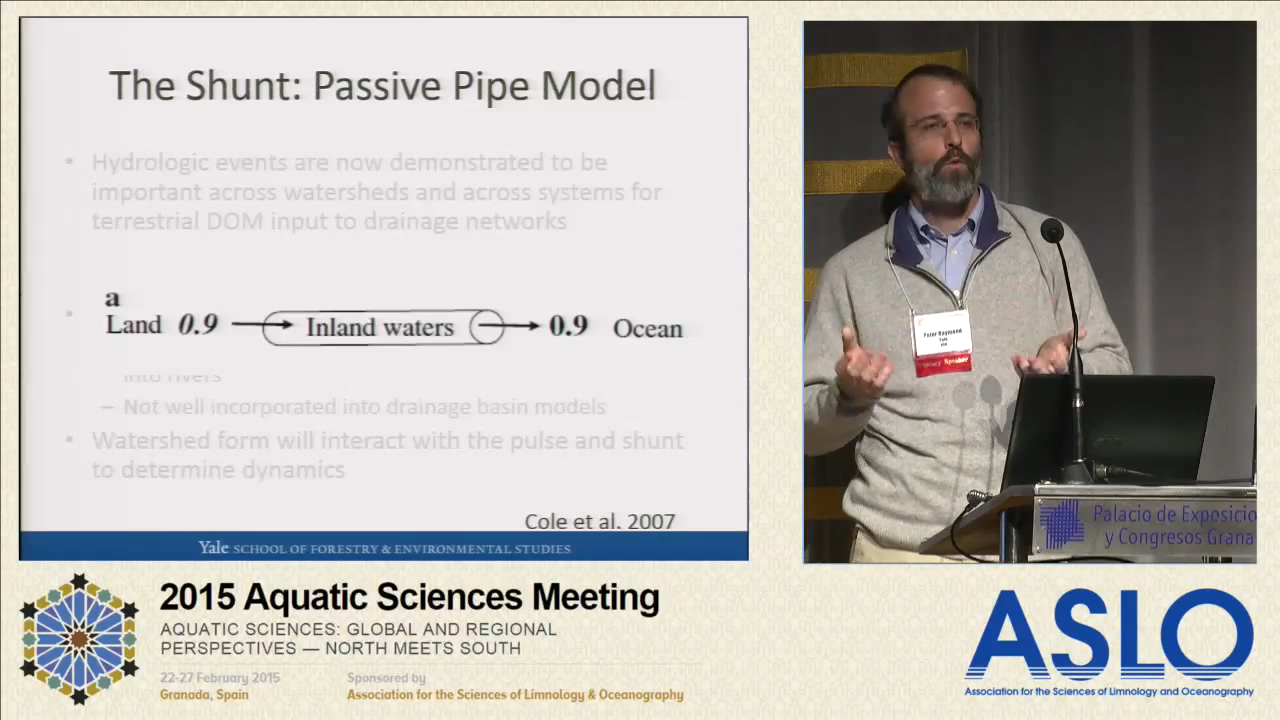 The Shunt: Passive Pipe Model
• Hydrologic events are now demonstrated to be
important across watersheds and across systems for
terrestrial DOM input to drainage networks
a
Land 0.9 Inland waters 0.9 Ocean
into rivers
– Not well incorporated into drainage basin models
• Watershed form will interact with the pulse and shunt
to determine dynamics
Cole et al. 2007
Yale SCHOOL OF FORESTRY & ENVIRONMENTAL STUDIES
Peter Raymond
Yale
Speaker
Palacio de Exposicio
y Congresos Grana
2015 Aquatic Sciences Meeting
AQUATIC SCIENCES: GLOBAL AND REGIONAL
PERSPECTIVES — NORTH MEETS SOUTH
22-27 February 2015
Granada, Spain
Sponsored by
Association for the Sciences of Limnology & Oceanography
ASLO
Association for the Sciences of Limnology and Oceanography